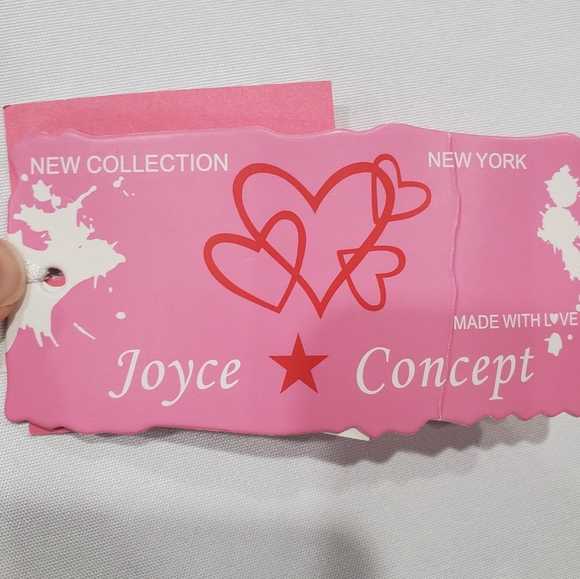 NEW COLLECTION
NEW YORK
MADE WITH LOVE
Joyce Concept